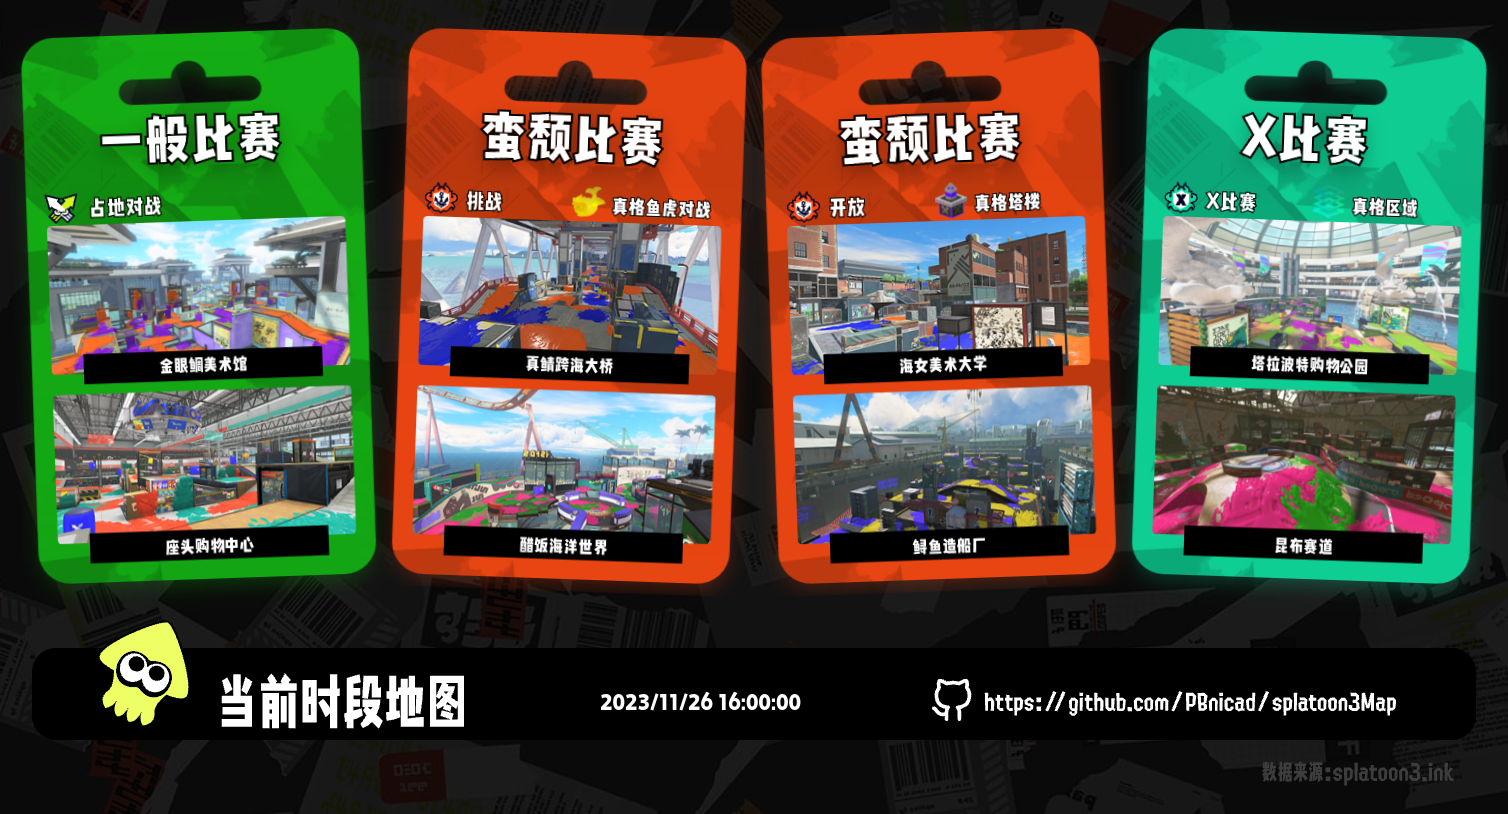 一般比赛
占地对战
金眼鲷美术馆
座头购物中心
蛮颓比赛
挑战
真格鱼虎对战
真鲭跨海大桥
醋饭海洋世界
蛮颓比赛
开放
真格塔楼
海女美术大学
鲟鱼造船厂
X比赛
X比赛
真格区域
塔拉波特购物公园
昆布赛道
当前时段地图
2023/11/26 16:00:00
https://github.com/PBnicad/splatoon3Map
数据来源:splatoon3.ink